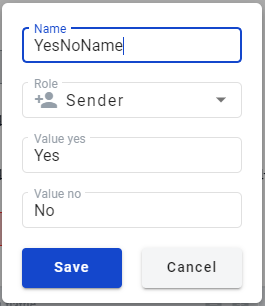 Name
YesNoName
Role
Sender
Value yes
Yes
Value no
No
Save
Cancel